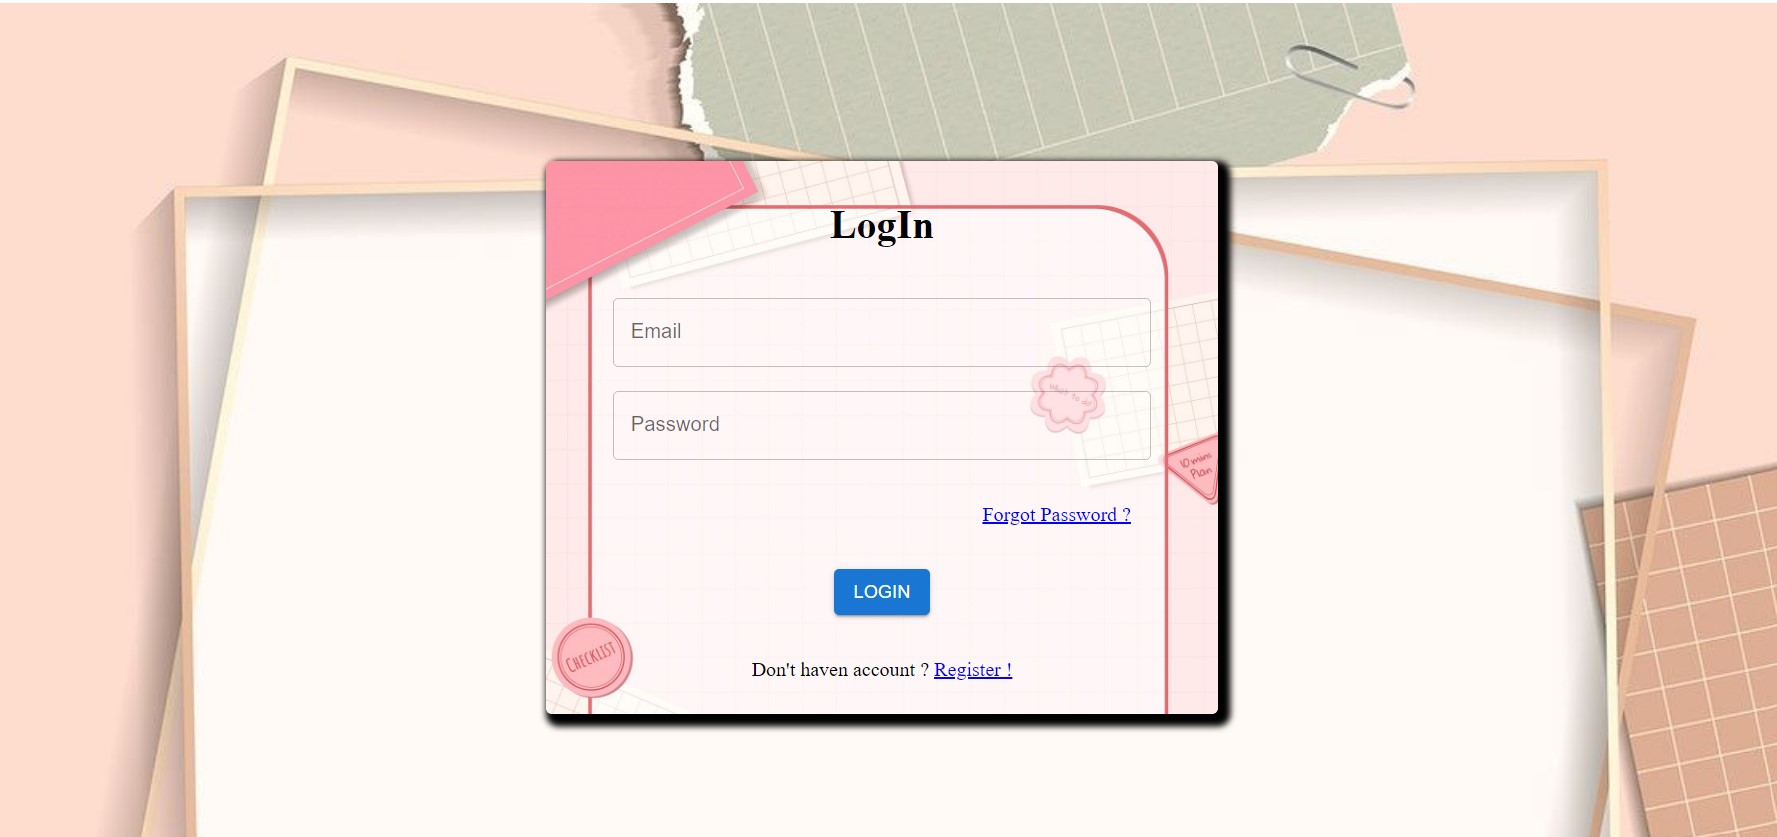 LogIn
Email
What to do?
Password
10 mins
Plan
Forgot Password ?
LOGIN
CHECKLIST
Don't haven account ? Register !